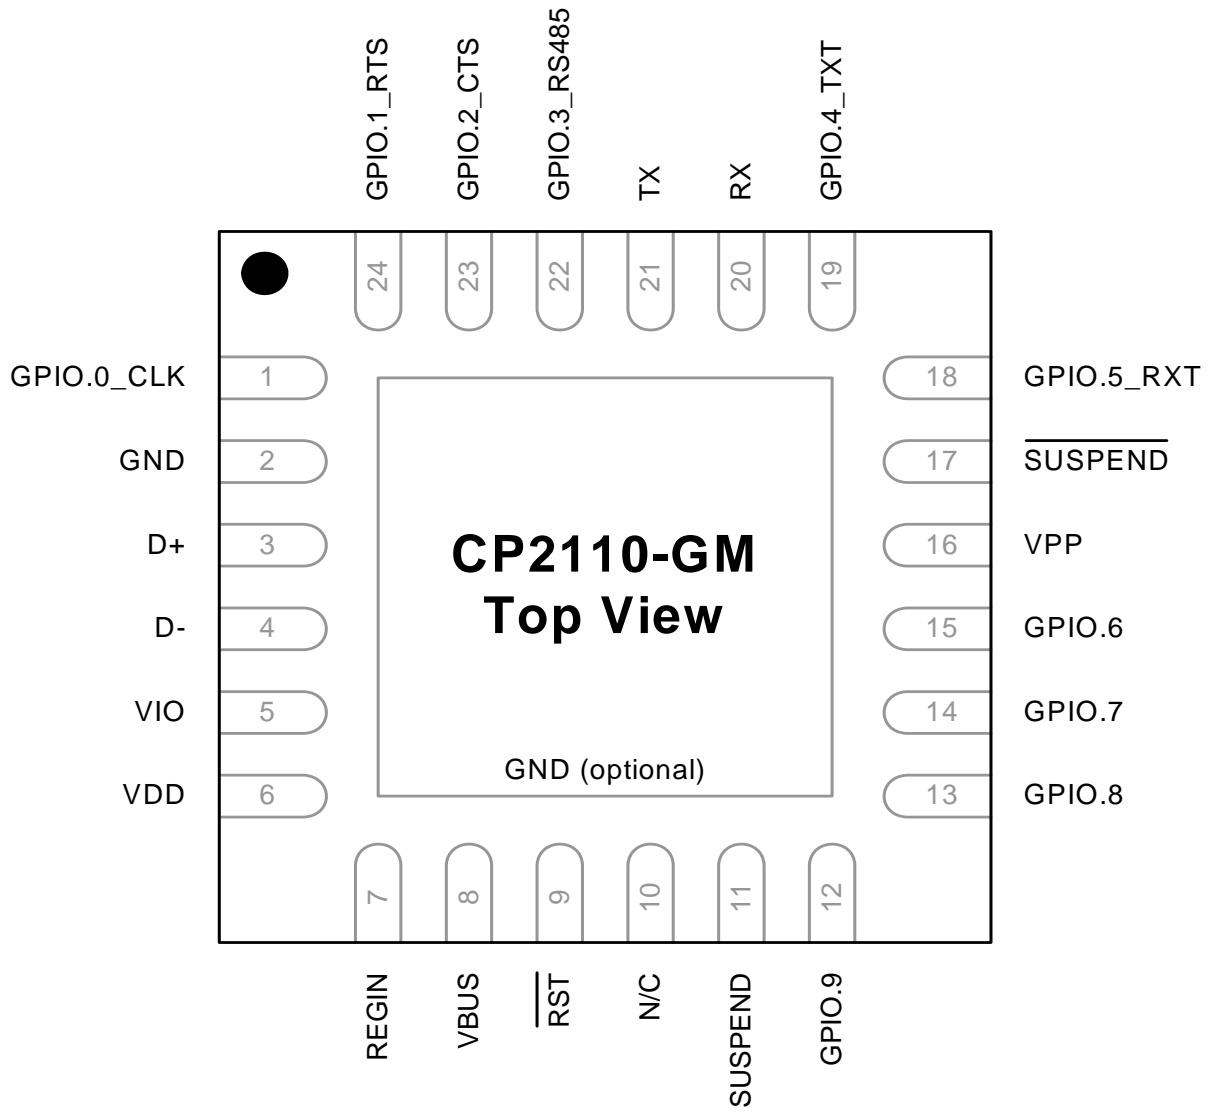 GPIO.1_RTS
GPIO.2_CTS
GPIO.3_RS485
TX
RX
GPIO.4_TXT
24
23
22
21
20
19
GPIO.0_CLK 1
18 GPIO.5_RXT
GND 2
17 SUSPEND
D+ 3
16 VPP
D- 4
15 GPIO.6
VIO 5
14 GPIO.7
VDD 6
13 GPIO.8
CP2110-GM
Top View
GND (optional)
7
8
9
10
11
12
REGIN
VBUS
RST
N/C
SUSPEND
GPIO.9